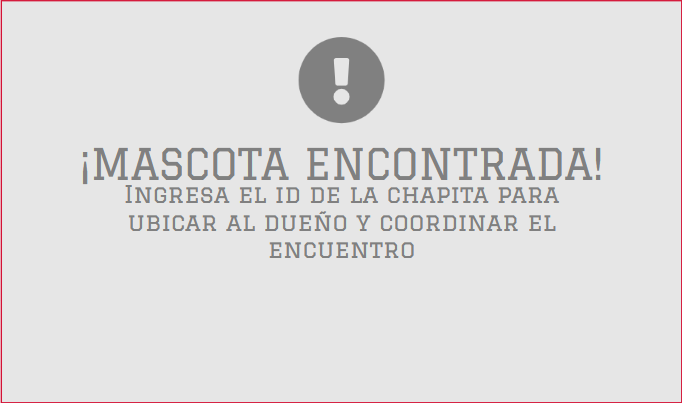 ¡MASCOTA ENCONTRADA!
Ingresa el id de la chapita para
ubicar al dueño y coordinar el
encuentro